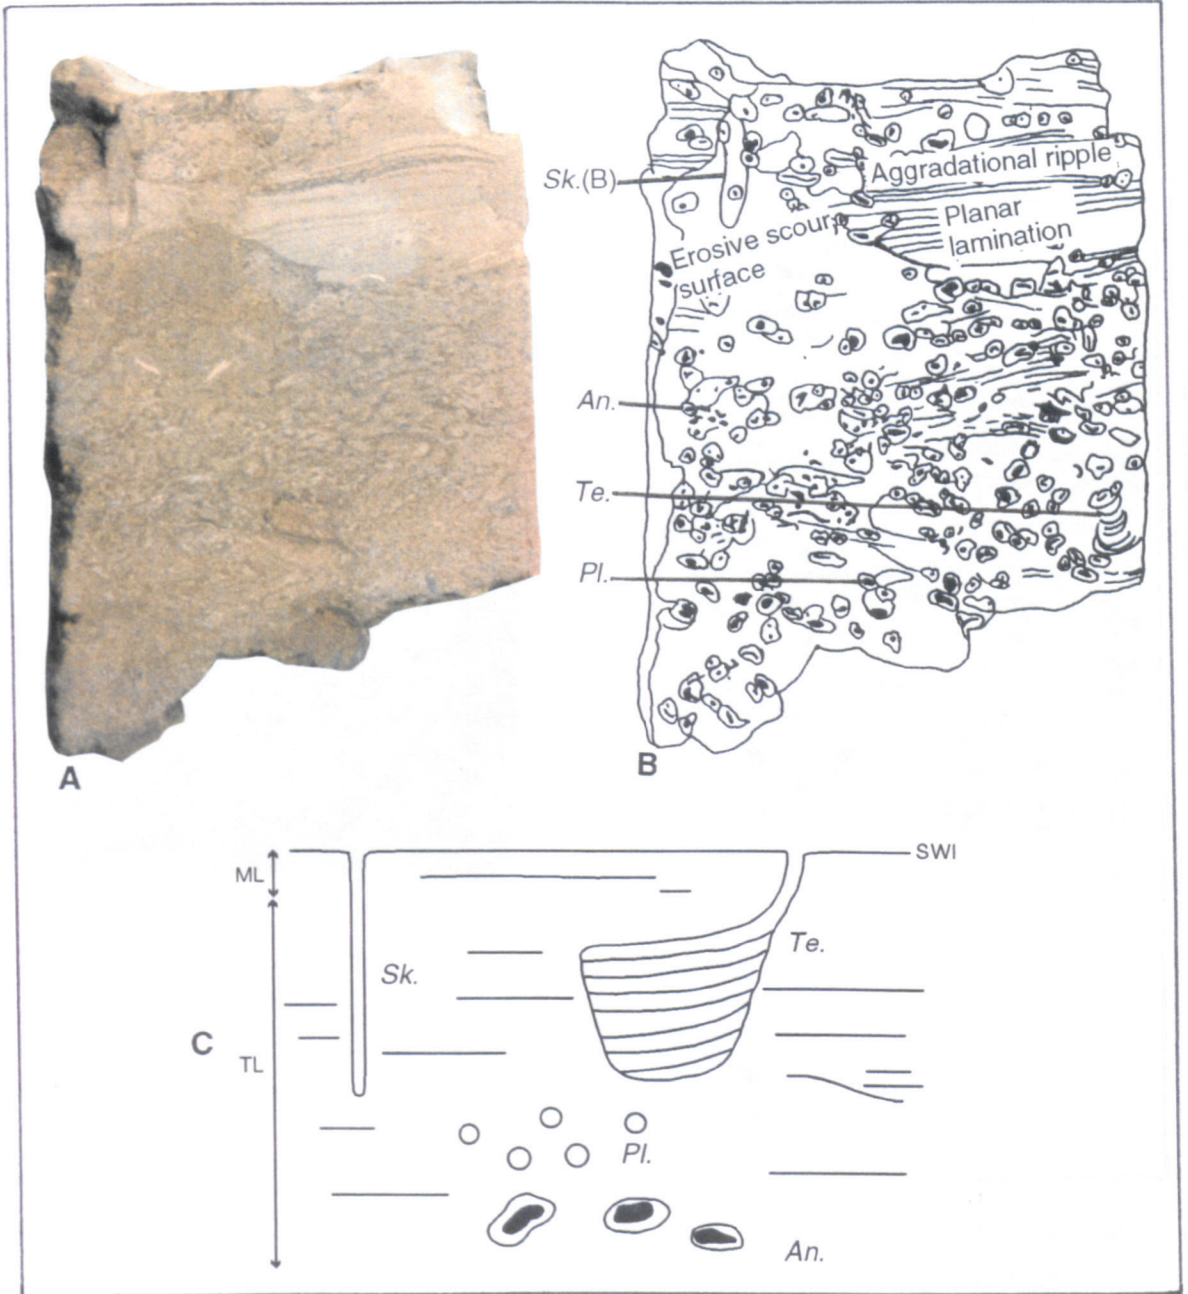 Sk.(B)
Aggradational ripple
Planar
lamination
Erosive scour
surface
An.
Te.
Pl.
A
B
SWI
ML
Te.
Sk.
C
TL
Pl.
An.